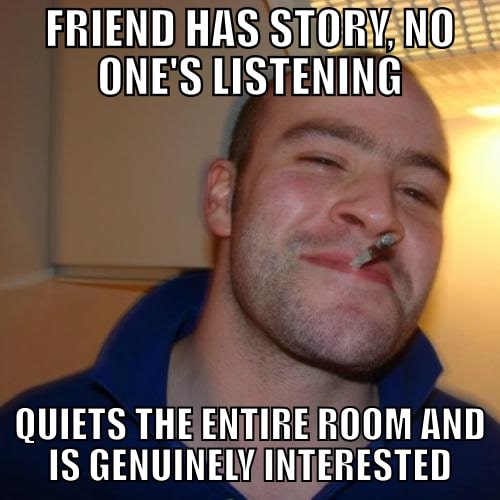 FRIEND HAS STORY, NO
ONE'S LISTENING
QUIETS THE ENTIRE ROOM AND
IS GENUINELY INTERESTED